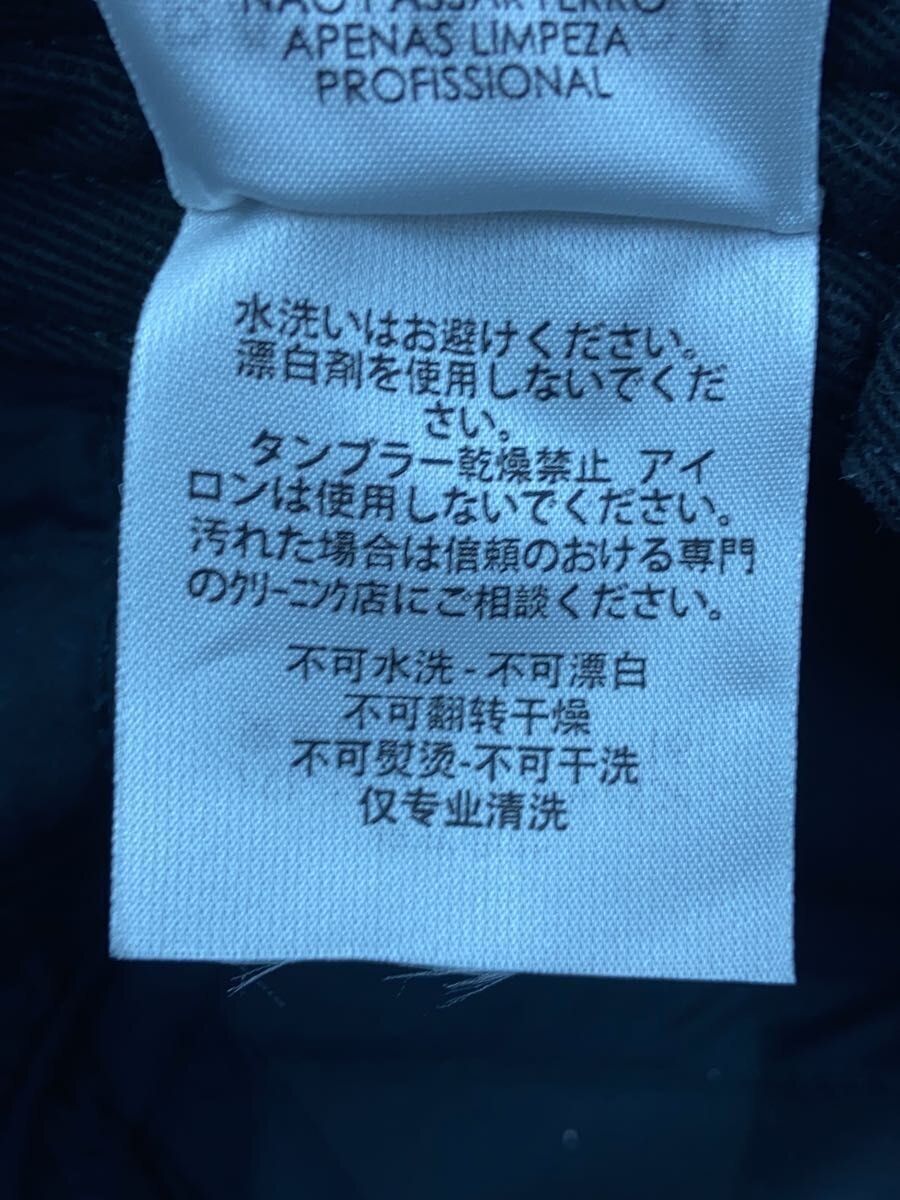 NÃO PASSAR FERRO
APENAS LIMPEZA
PROFISSIONAL
水洗いはお避けください。
漂白剤を使用しないでくだ
さい。
タンブラー乾燥禁止 アイ
ロンは使用しないでください。
汚れた場合は信頼のおける専門
のｸﾘｰﾆﾝｸﾞ店にご相談ください。
不可水洗-不可漂白
不可翻转干燥
不可熨烫-不可干洗
仅专业清洗